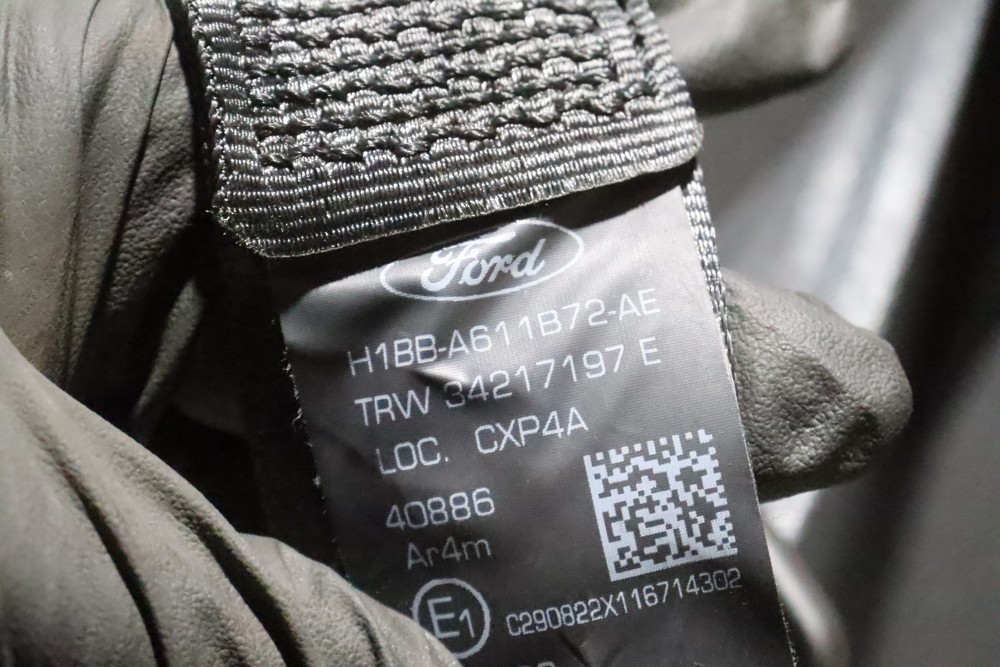 Ford
H1BB-A611B72-AE
TRW 34217197 E
LOC. CXP4A
40886
Ar4m
E1
C290822X116714302